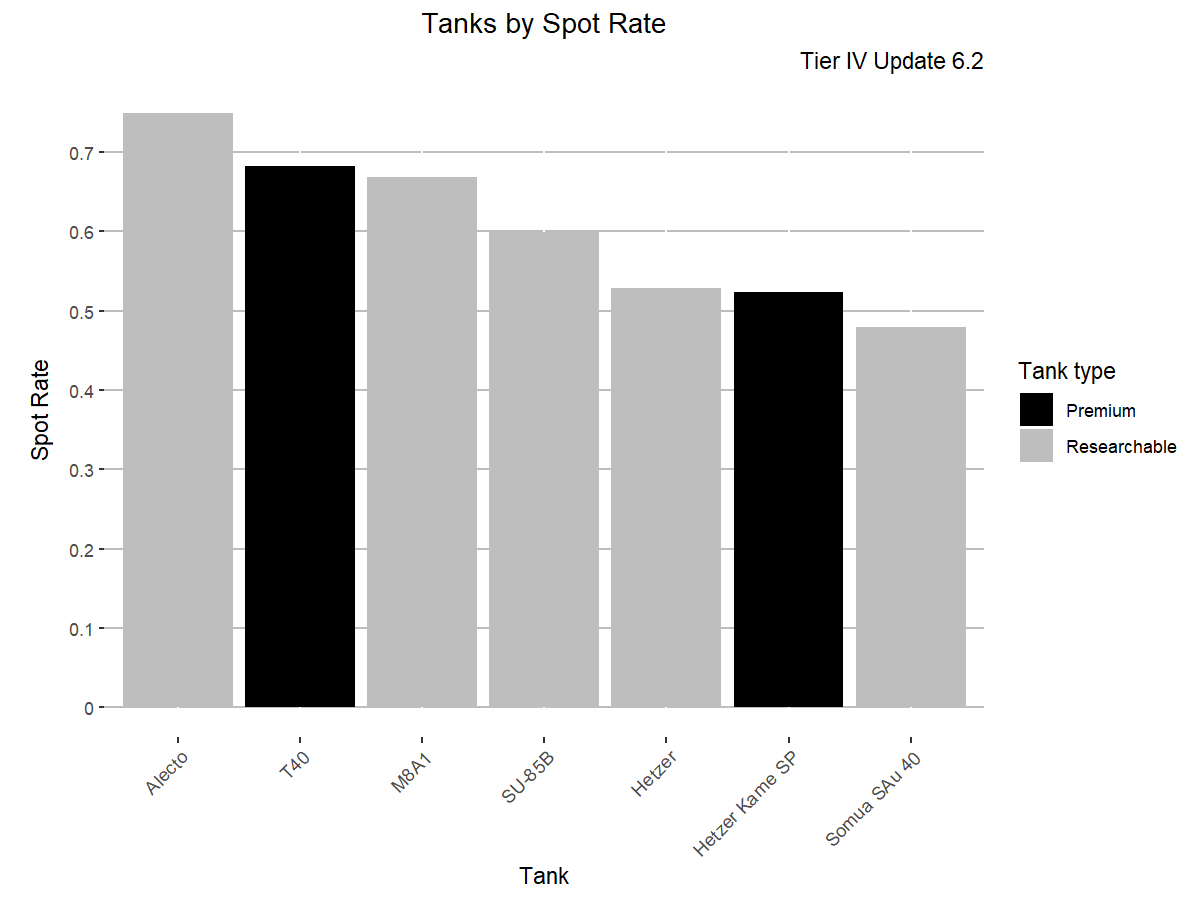 Tanks by Spot Rate
Tier IV Update 6.2
Spot Rate
0.7
0.6
0.5
0.4
0.3
0.2
0.1
0
Alecto
T40
M8A1
SU-85B
Hetzer
Hetzer Kame SP
Somua SAu 40
Tank
Tank type
Premium
Researchable